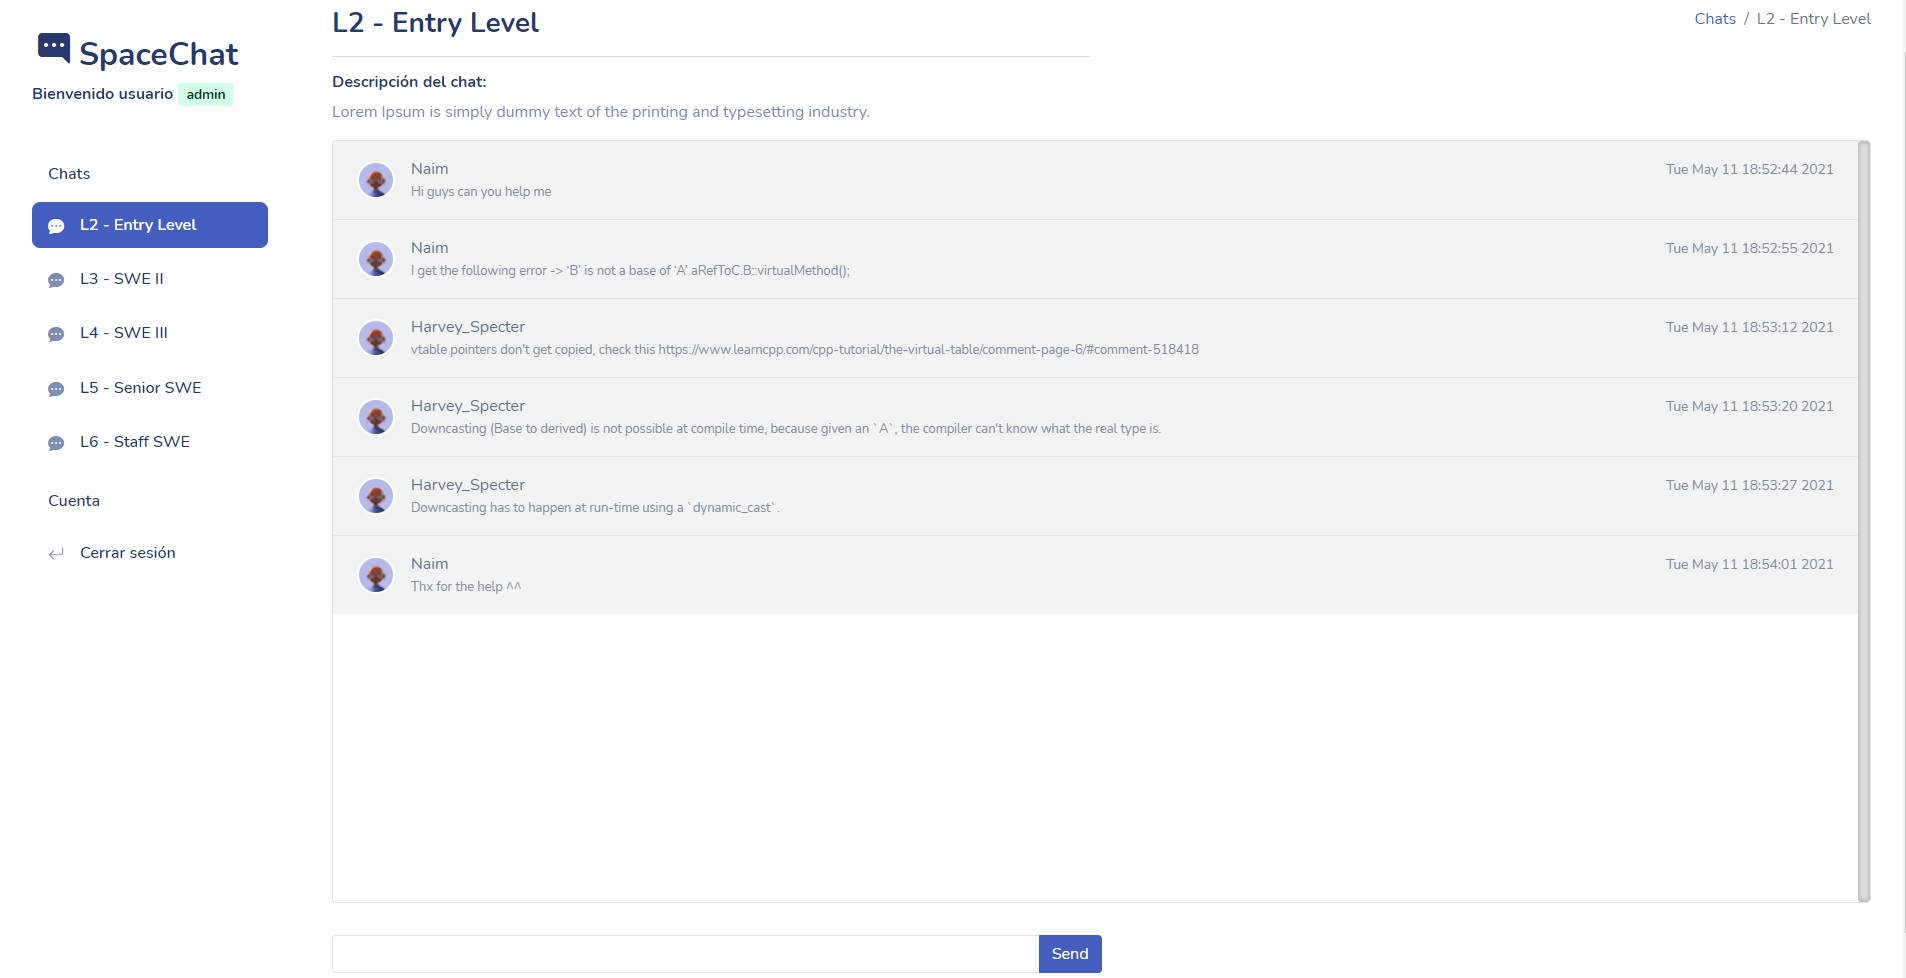 SpaceChat
Bienvenido usuario admin
Chats
L2 - Entry Level
L3 - SWE II
L4 - SWE III
L5 - Senior SWE
L6 - Staff SWE
Cuenta
Cerrar sesión
L2 - Entry Level
Chats / L2 - Entry Level
Descripción del chat:
Lorem Ipsum is simply dummy text of the printing and typesetting industry.
Naim
Tue May 11 18:52:44 2021
Hi guys can you help me
Naim
Tue May 11 18:52:55 2021
I get the following error -> ‘B’ is not a base of ‘A’ aRefToC.B::virtualMethod();
Harvey_Specter
Tue May 11 18:53:12 2021
vtable pointers don't get copied, check this https://www.learncpp.com/cpp-tutorial/the-virtual-table/comment-page-6/#comment-518418
Harvey_Specter
Tue May 11 18:53:20 2021
Downcasting (Base to derived) is not possible at compile time, because given an `A`, the compiler can't know what the real type is.
Harvey_Specter
Tue May 11 18:53:27 2021
Downcasting has to happen at run-time using a `dynamic_cast`.
Naim
Tue May 11 18:54:01 2021
Thx for the help ^^
Send